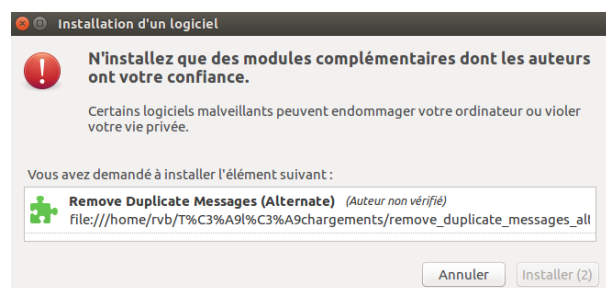 Installation d'un logiciel
N'installez que des modules complémentaires dont les auteurs
ont votre confiance.
Certains logiciels malveillants peuvent endommager votre ordinateur ou violer
votre vie privée.
Vous avez demandé à installer l'élément suivant :
Remove Duplicate Messages (Alternate) (Auteur non vérifié)
file:///home/rvb/T%C3%A9l%C3%A9chargements/remove_duplicate_messages_alt
Annuler Installer (2)